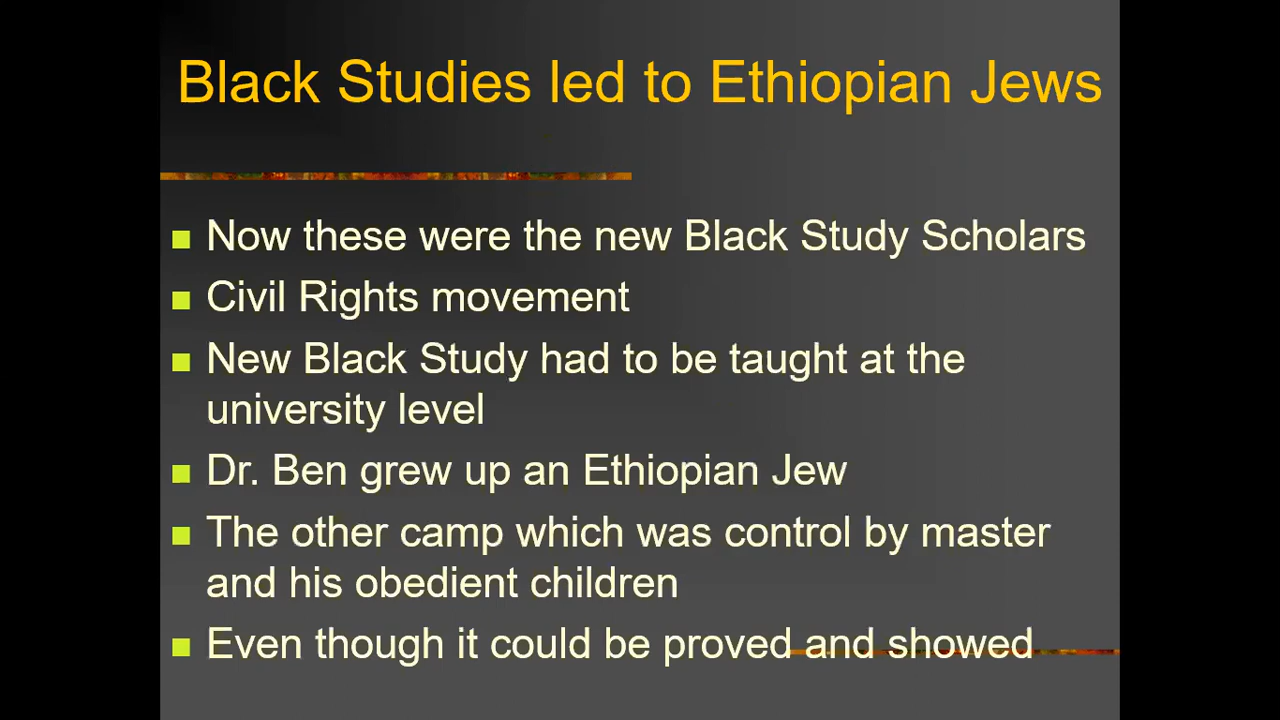 Black Studies led to Ethiopian Jews
Now these were the new Black Study Scholars
Civil Rights movement
New Black Study had to be taught at the
university level
Dr. Ben grew up an Ethiopian Jew
The other camp which was control by master
and his obedient children
Even though it could be proved and showed